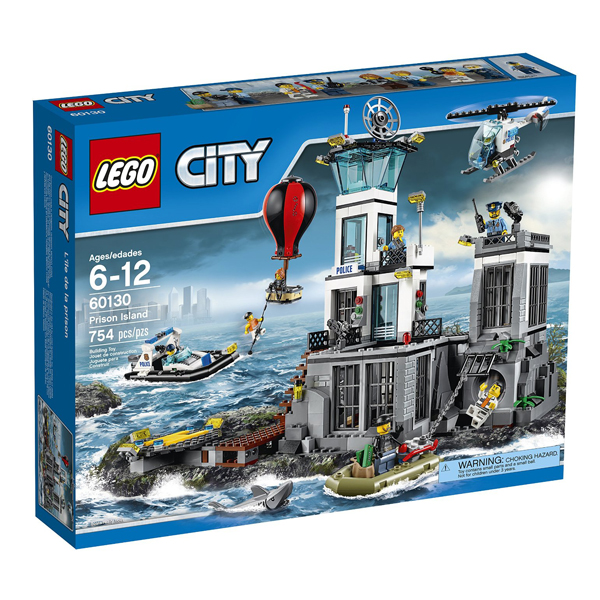 LEGO CITY
LEGO
CITY
60130
LEGO
CITY
L'île de la prison
Ages/edades
6-12
60130
Prison Island
754 pcs/pzs
Building Toy
Jouet de construction
Juguete para
Construir
POLICE
POLICE
WARNING: CHOKING HAZARD.
Toy contains small parts and a small ball.
Not for children under 3 years.